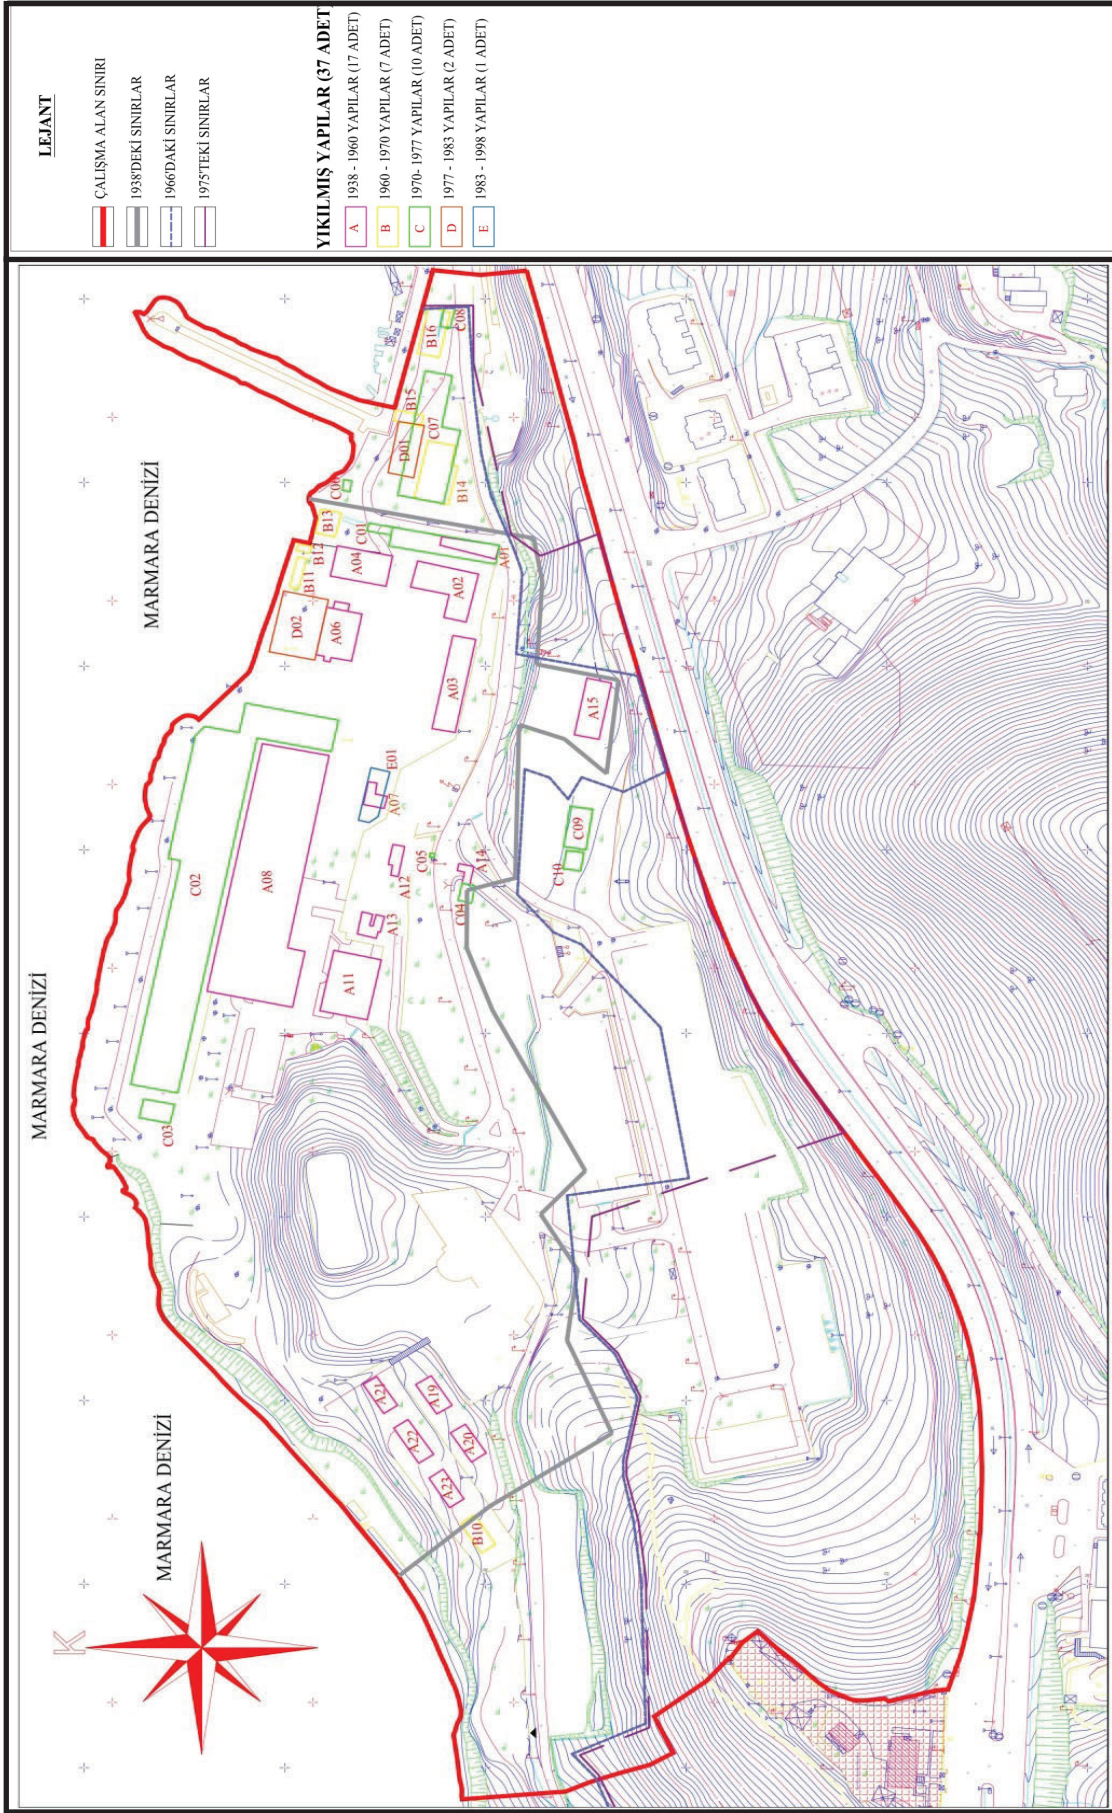 LEJANT
ÇALIŞMA ALAN SINIRI
1938'DEKİ SINIRLAR
1966'DAKİ SINIRLAR
1975'TEKİ SINIRLAR
YIKILMIŞ YAPILAR (37 ADET)
A 1938 - 1960 YAPILAR (17 ADET)
B 1960 - 1970 YAPILAR (7 ADET)
C 1970- 1977 YAPILAR (10 ADET)
D 1977 - 1983 YAPILAR (2 ADET)
E 1983 - 1998 YAPILAR (1 ADET)
MARMARA DENİZİ
MARMARA DENİZİ
MARMARA DENİZİ
K
C03
C02
A08
A11
A13
A12
C05
C04
A14
A07
E01
D02
A06
B11
B12
B13
A04
C01
A02
A01
A03
A15
C09
C10
C06
D01
B15
C07
B14
B16
C08
A21
A19
A22
A20
A23
B10